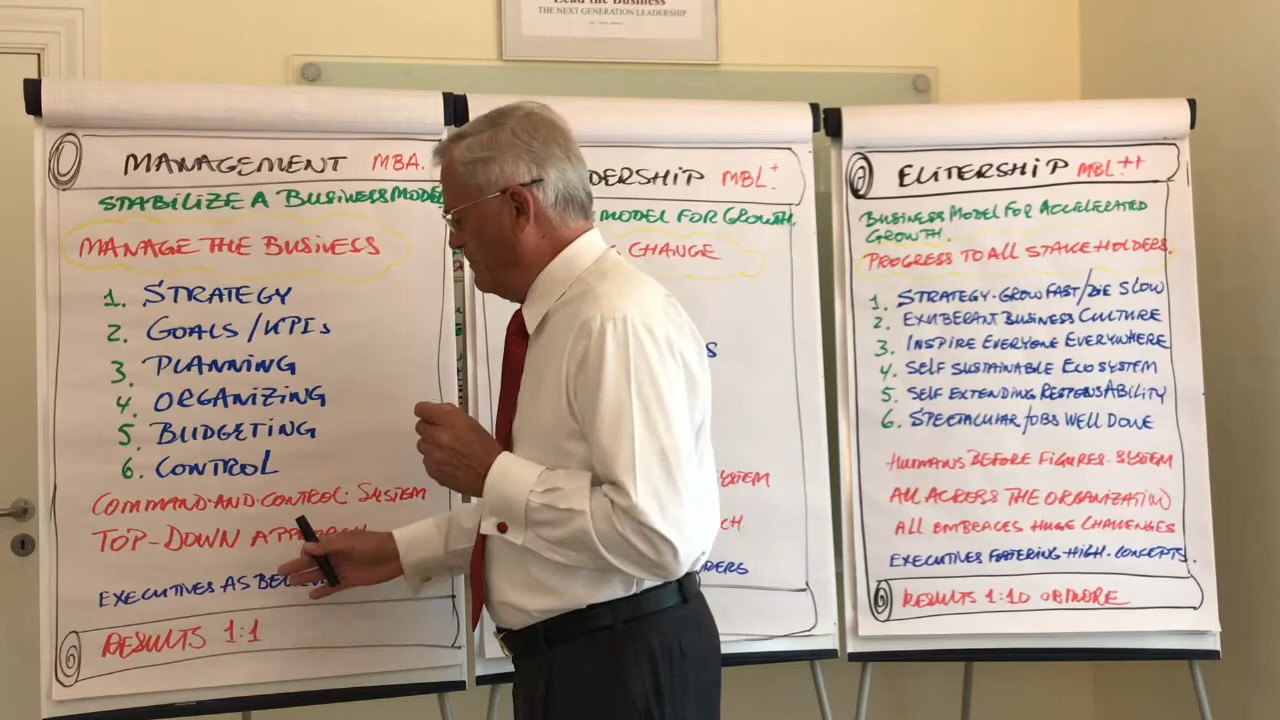 Lead the Business
THE NEXT GENERATION LEADERSHIP
MANAGEMENT MBA.
STABILIZE A BUSINESS MODEL
MANAGE THE BUSINESS
1. STRATEGY
2. GOALS/KPIs
3. PLANNING
4. ORGANIZING
5. BUDGETING
6. CONTROL
COMMAND-AND-CONTROL-SYSTEM
TOP-DOWN
EXECUTIVES AS
RESULTS 1:1
DERSHIP MBL+
MODEL FOR GROWTH.
CHANGE
S
YSTEM
CH
ELITERSHIP MBL++
BUSINESS MODEL FOR ACCELERATED
GROWTH.
PROGRESS TO ALL STAKEHOLDERS.
1. STRATEGY-GROW FAST/DIE SLOW
2. EXUBERANT BUSINESS CULTURE
3. INSPIRE EVERYONE EVERYWHERE
4. SELF SUSTAINABLE ECOSYSTEM
5. SELF EXTENDING RESPONSABILITY
6. SPECTACULAR JOBS WELL DONE
HUMANS BEFORE FIGURES-SYSTEM
ALL ACROSS THE ORGANIZATION
ALL EMBRACES HUGE CHALLENGES
EXECUTIVES FOSTERING HIGH-CONCEPTS.
RESULTS 1:10 OR MORE